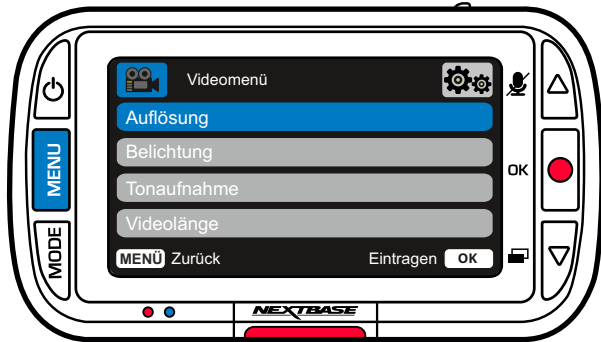 Videomenü
Auflösung
Belichtung
Tonaufnahme
Videolänge
MENÜ Zurück
Eintragen OK
MENU
MODE
OK
NEXTBASE